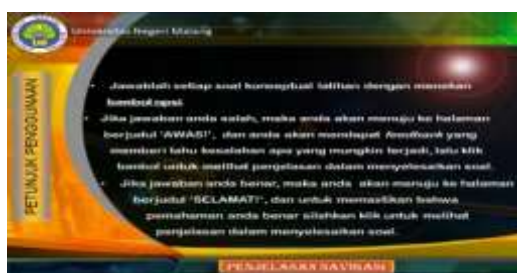 Universitas Negeri Malang
PETUNJUK PENGGUNAAN
• Jawablah setiap soal konseptual latihan dengan menekan
tombol opsi
• Jika jawaban anda salah, maka anda akan menuju ke halaman
berjudul 'AWAS!', dan anda akan mendapat feedback yang
memberi tahu kesalahan apa yang mungkin terjadi, lalu klik
tombol untuk melihat penjelasan dalam menyelesaikan soal.
• Jika jawaban anda benar, maka anda akan menuju ke halaman
berjudul 'SELAMAT!', dan untuk memastikan bahwa
pemahaman anda benar silahkan klik untuk melihat
penjelasan dalam menyelesaikan soal.
PENJELASAN NAVIGASI